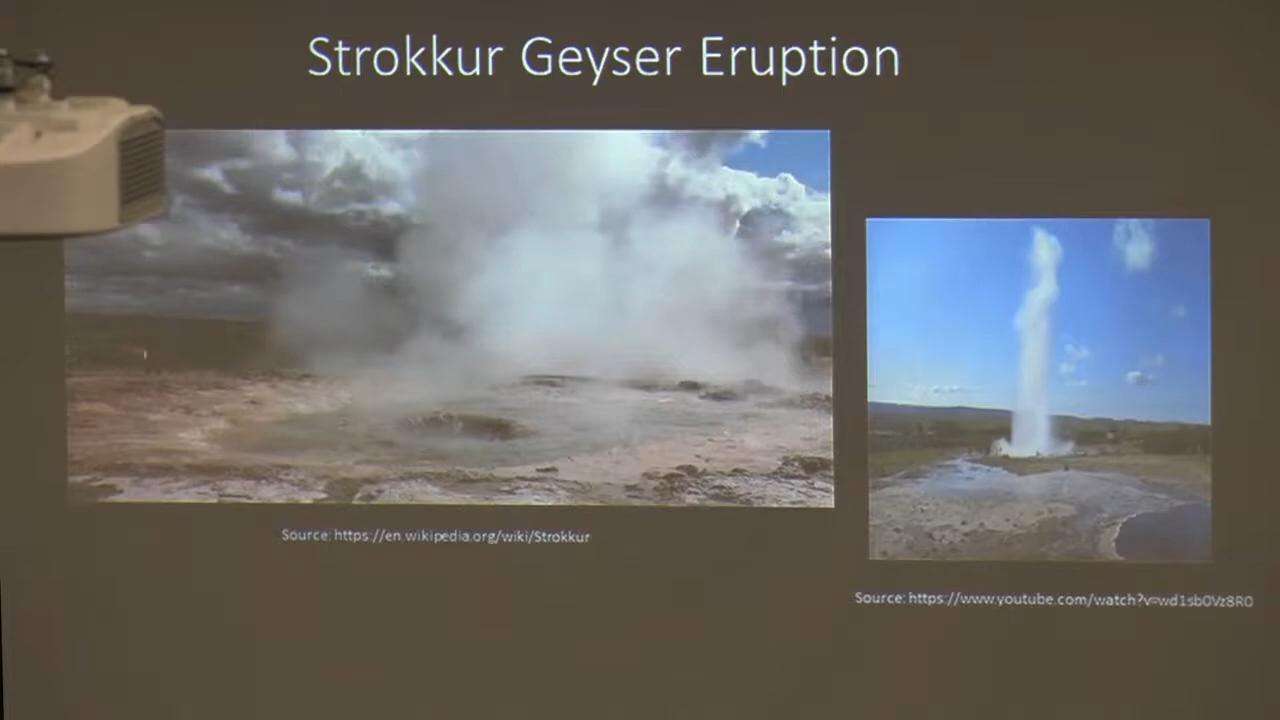 Strokkur Geyser Eruption
Source: https://en.wikipedia.org/wiki/Strokkur
Source: https://www.youtube.com/watch?v=wd1sb0Vz8R0